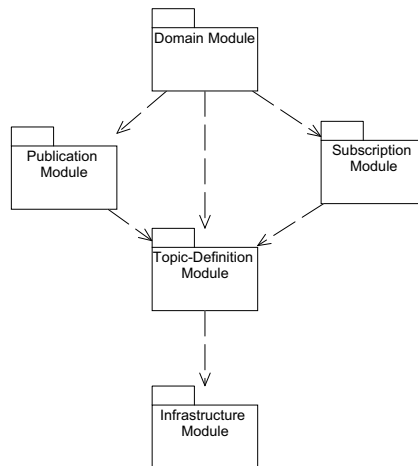 Domain Module
Publication
Module
Subscription
Module
Topic-Definition
Module
Infrastructure
Module